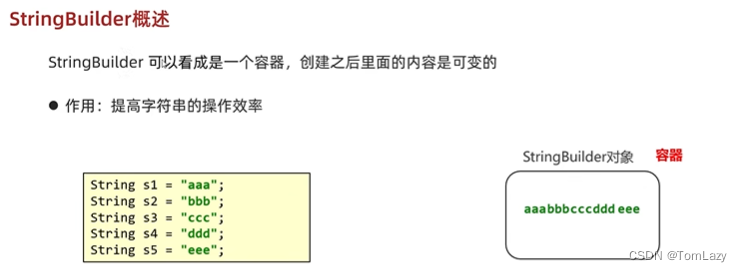 StringBuilder概述
StringBuilder 可以看成是一个容器，创建之后里面的内容是可变的
● 作用：提高字符串的操作效率
StringBuilder对象 容器
String s1 = "aaa";
String s2 = "bbb";
String s3 = "ccc";
String s4 = "ddd";
String s5 = "eee";
aaabbbcccddd eee
CSDN @TomLazy